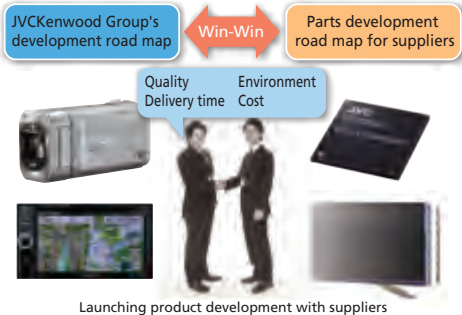 JVCKenwood Group's
development road map
Win-Win
Parts development
road map for suppliers
Quality Environment
Delivery time Cost
JVC
Launching product development with suppliers